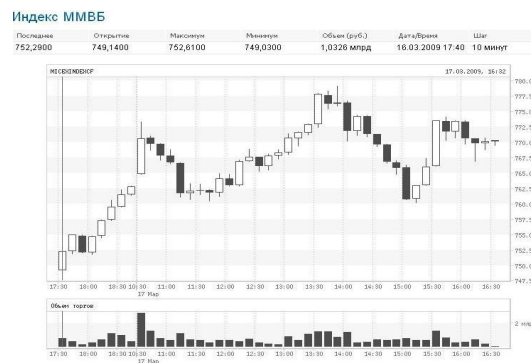 Индекс ММВБ
Последнее Открытие Максимум Минимум Объем (руб.) Дата/Время Шаг
752,2900 749,1400 752,6100 749,0300 1,0326 млрд 16.03.2009 17:40 10 минут
MICEXINDEXCF 17.03.2009, 16:32
780.0
777.5
775.0
772.5
770.0
767.5
765.0
762.5
760.0
757.5
755.0
752.5
750.0
747.5
17:30 18:00 18:30 10:30 11:00 11:30 12:00 12:30 13:00 13:30 14:00 14:30 15:00 15:30 16:00 16:30
17 Мар
Объем торгов
2 млр
17:30 18:00 18:30 10:30 11:00 11:30 12:00 12:30 13:00 13:30 14:00 14:30 15:00 15:30 16:00 16:30
17 Мар